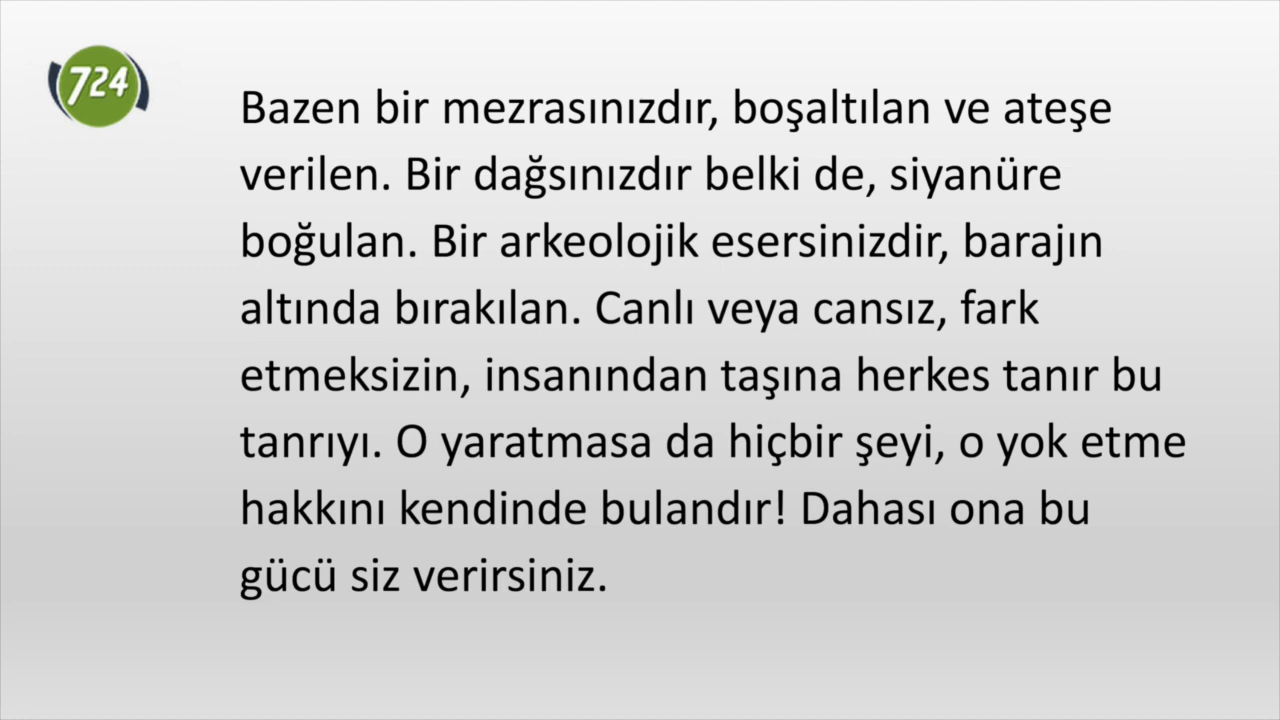 724
Bazen bir mezrasınızdır, boşaltılan ve ateşe
verilen. Bir dağsınızdır belki de, siyanüre
boğulan. Bir arkeolojik esersinizdir, barajın
altında bırakılan. Canlı veya cansız, fark
etmeksizin, insanından taşına herkes tanır bu
tanrıyı. O yaratmasa da hiçbir şeyi, o yok etme
hakkını kendinde bulandır! Dahası ona bu
gücü siz verirsiniz.